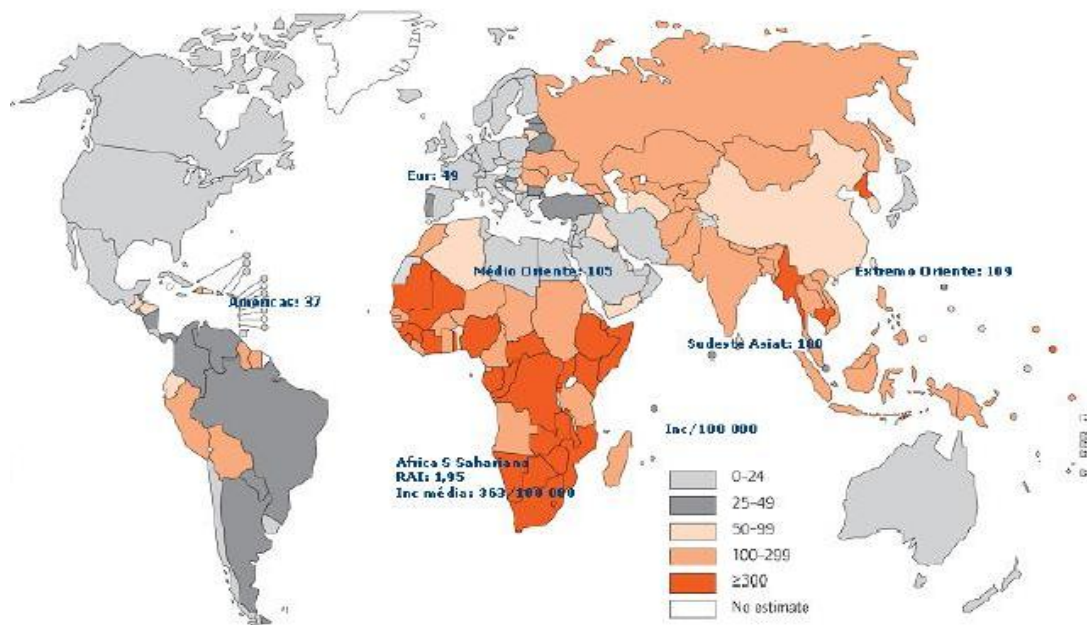 Eur: 49
Médio Oriente: 105
Extremo Oriente: 109
Américas: 37
Sudeste Asiat: 180
Africa S Sahariana
RAI: 1,95
Inc média: 363/100 000
Inc/100 000
0–24
25–49
50–99
100–299
≥300
No estimate